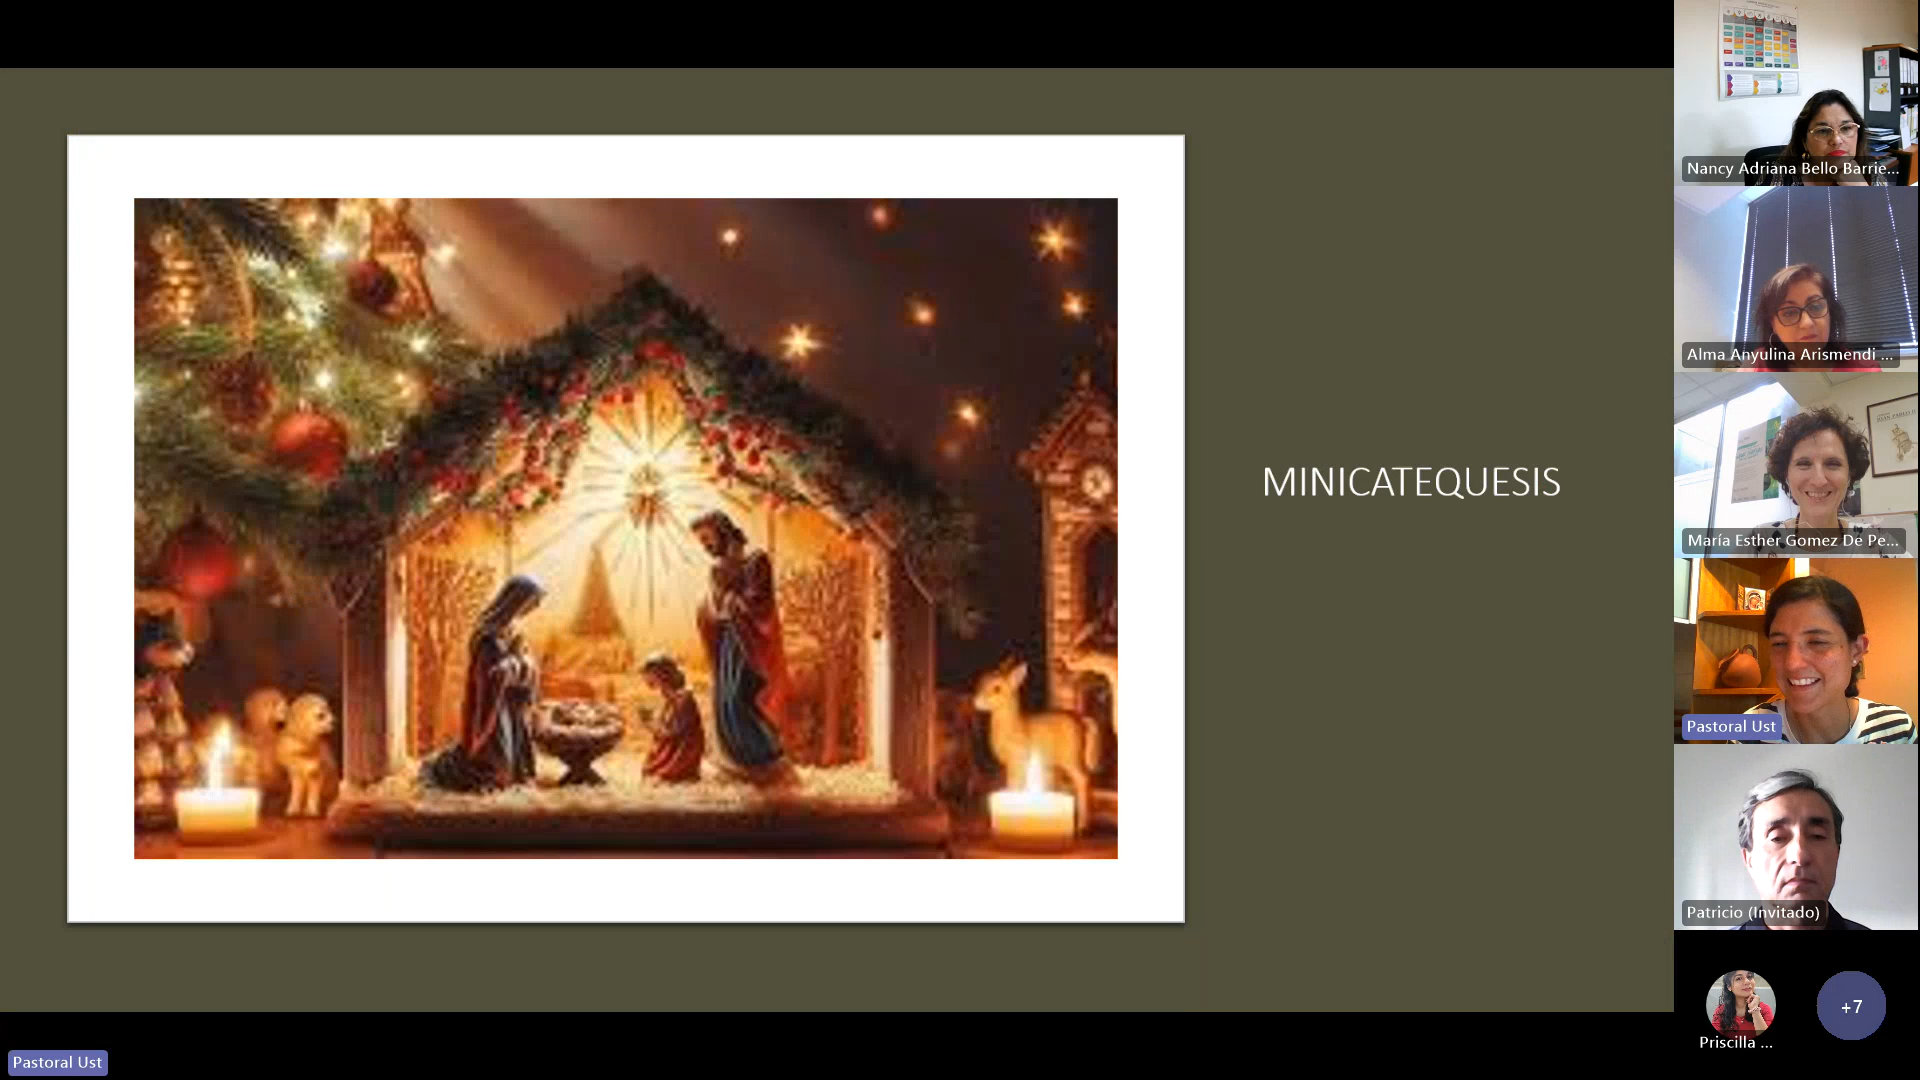 MINICATEQUESIS
Nancy Adriana Bello Barrie...
Alma Anyulina Arismendi ...
María Esther Gomez De Pe...
Pastoral Ust
Patricio (Invitado)
+7
Priscilla ...
Pastoral Ust